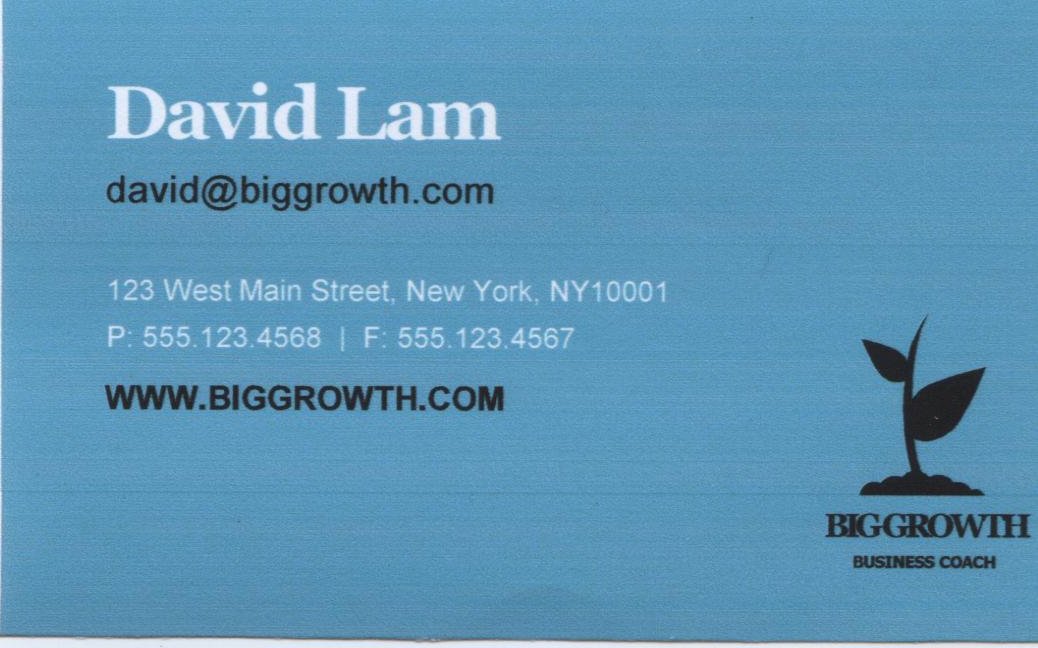 David Lam
david@biggrowth.com
123 West Main Street, New York, NY10001
P: 555.123.4568 | F: 555.123.4567
WWW.BIGGROWTH.COM
BIGGROWTH
BUSINESS COACH